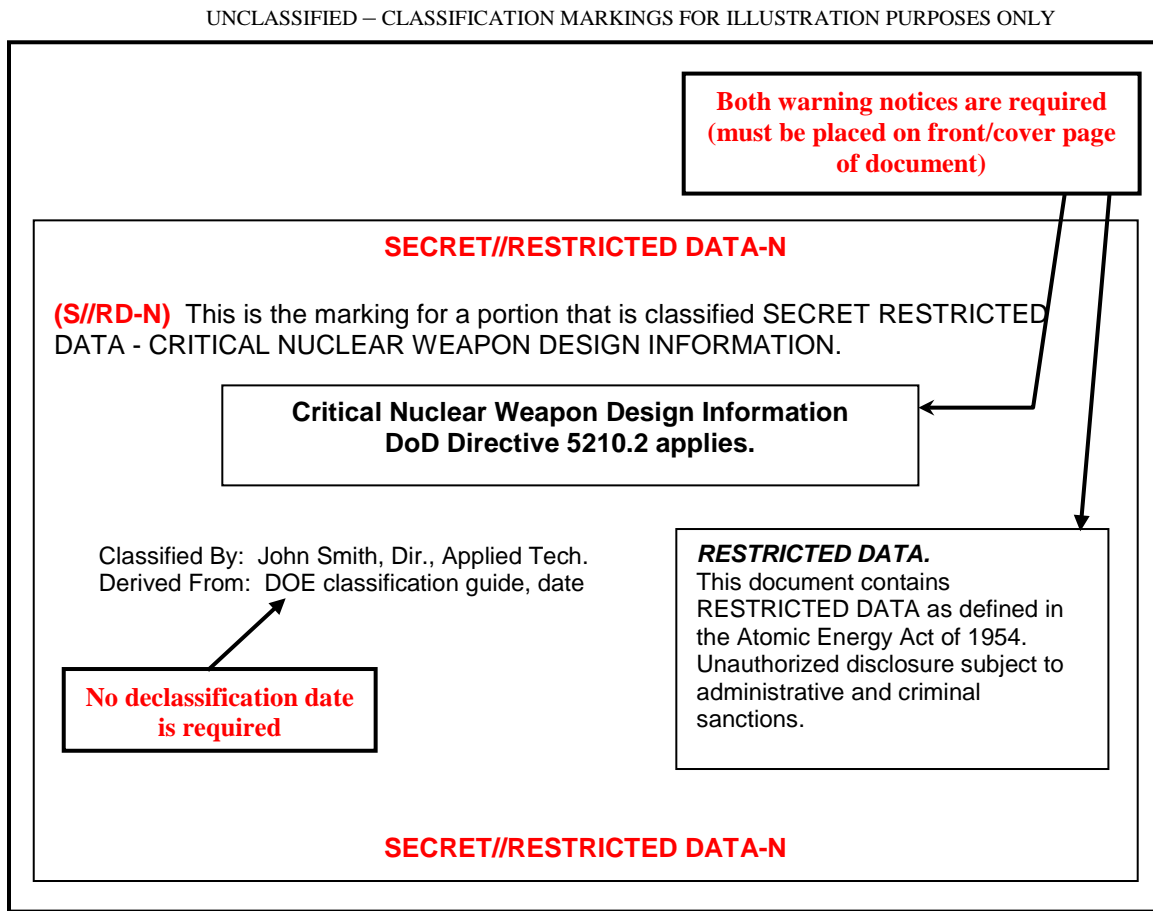 UNCLASSIFIED – CLASSIFICATION MARKINGS FOR ILLUSTRATION PURPOSES ONLY
Both warning notices are required
(must be placed on front/cover page
of document)
SECRET//RESTRICTED DATA-N
(S//RD-N) This is the marking for a portion that is classified SECRET RESTRICTED
DATA - CRITICAL NUCLEAR WEAPON DESIGN INFORMATION.
Critical Nuclear Weapon Design Information
DoD Directive 5210.2 applies.
Classified By: John Smith, Dir., Applied Tech.
Derived From: DOE classification guide, date
RESTRICTED DATA.
This document contains
RESTRICTED DATA as defined in
the Atomic Energy Act of 1954.
Unauthorized disclosure subject to
administrative and criminal
sanctions.
No declassification date
is required
SECRET//RESTRICTED DATA-N